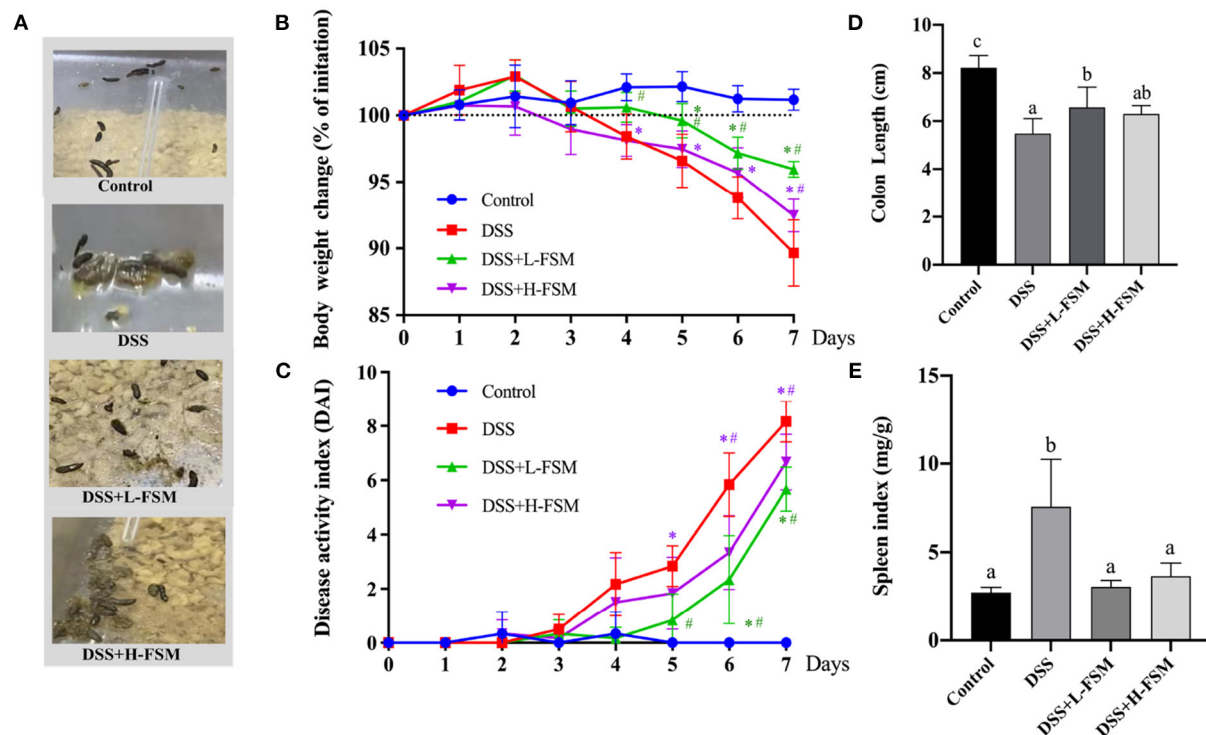 A
Control
DSS
DSS+L-FSM
DSS+H-FSM
B
Body weight change (% of initation)
105
100
95
90
85
Control
DSS
DSS+L-FSM
DSS+H-FSM
#
*
#
*#
*#
*
*
*
*#
0 1 2 3 4 5 6 7 Days
C
Disease activity index (DAI)
10
8
6
4
2
0
Control
DSS
DSS+L-FSM
DSS+H-FSM
*
*#
*#
#
*#
*#
0 1 2 3 4 5 6 7 Days
D
Colon Length (cm)
10
8
6
4
2
0
c
a
b
ab
Control
DSS
DSS+L-FSM
DSS+H-FSM
E
Spleen index (mg/g)
15
10
5
0
a
b
a
a
Control
DSS
DSS+L-FSM
DSS+H-FSM